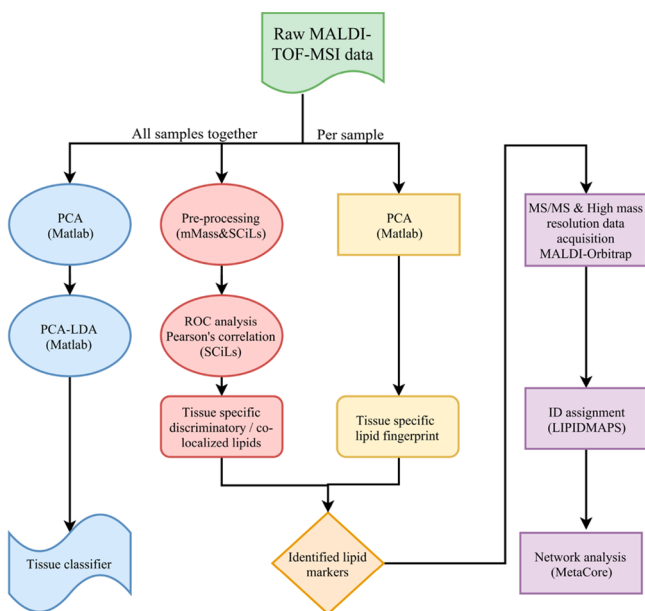 Raw MALDI-
TOF-MSI data
All samples together
Per sample
PCA
(Matlab)
Pre-processing
(mMass&SCiLs)
PCA
(Matlab)
MS/MS & High mass
resolution data
acquisition
MALDI-Orbitrap
PCA-LDA
(Matlab)
ROC analysis
Pearson's correlation
(SCiLs)
Tissue specific
discriminatory / co-
localized lipids
Tissue specific
lipid fingerprint
ID assignment
(LIPIDMAPS)
Tissue classifier
Identified lipid
markers
Network analysis
(MetaCore)